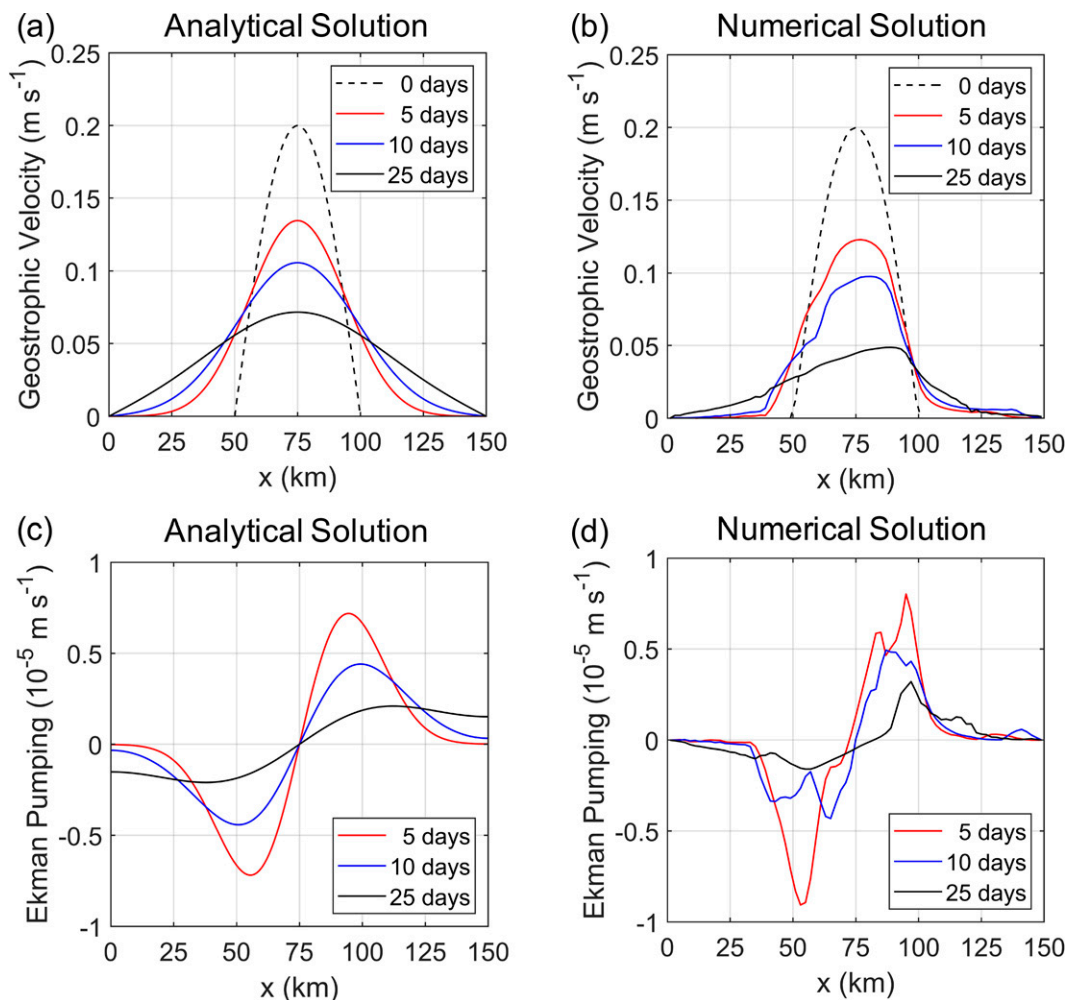 (a) Analytical Solution
Geostrophic Velocity (m s⁻¹)
0.25
0.2
0.15
0.1
0.05
0
0 days
5 days
10 days
25 days
0 25 50 75 100 125 150
x (km)
(b) Numerical Solution
Geostrophic Velocity (m s⁻¹)
0.25
0.2
0.15
0.1
0.05
0
0 days
5 days
10 days
25 days
0 25 50 75 100 125 150
x (km)
(c) Analytical Solution
Ekman Pumping (10⁻⁵ m s⁻¹)
1
0.5
0
-0.5
-1
5 days
10 days
25 days
0 25 50 75 100 125 150
x (km)
(d) Numerical Solution
Ekman Pumping (10⁻⁵ m s⁻¹)
1
0.5
0
-0.5
-1
5 days
10 days
25 days
0 25 50 75 100 125 150
x (km)